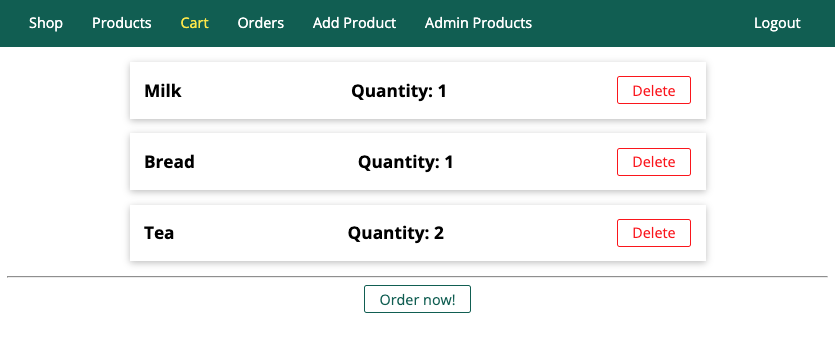 Shop Products Cart Orders Add Product Admin Products Logout
Milk Quantity: 1 Delete
Bread Quantity: 1 Delete
Tea Quantity: 2 Delete
Order now!